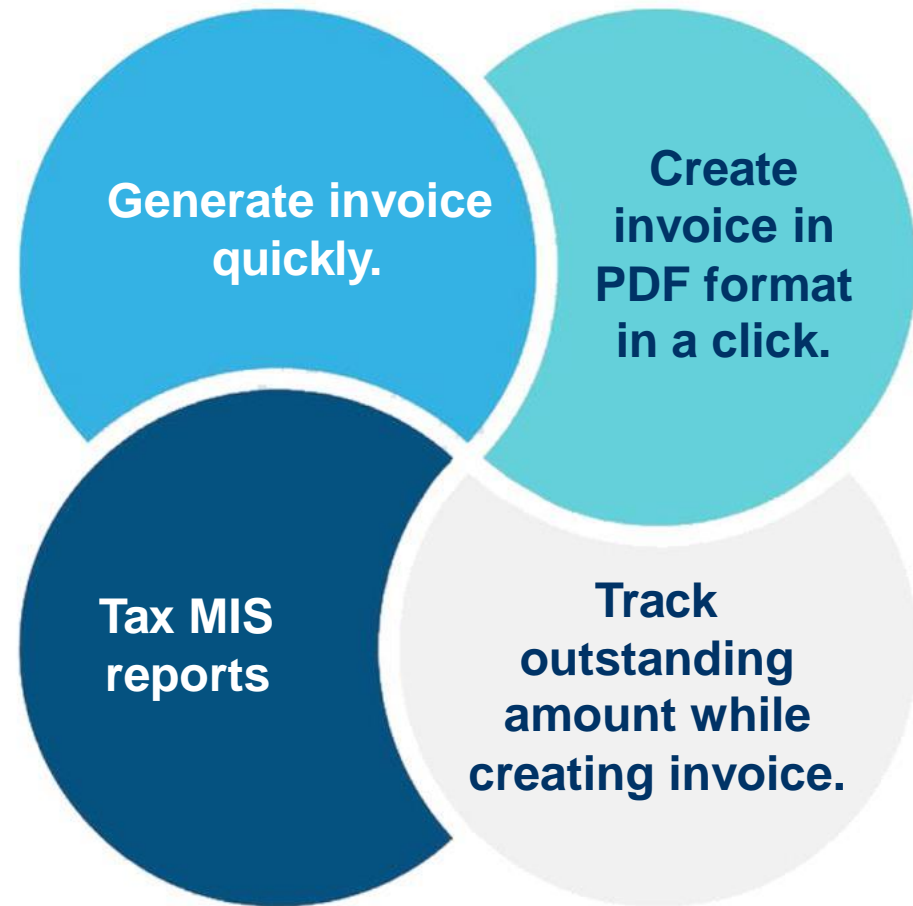 Generate invoice
quickly.
Create
invoice in
PDF format
in a click.
Tax MIS
reports
Track
outstanding
amount while
creating invoice.